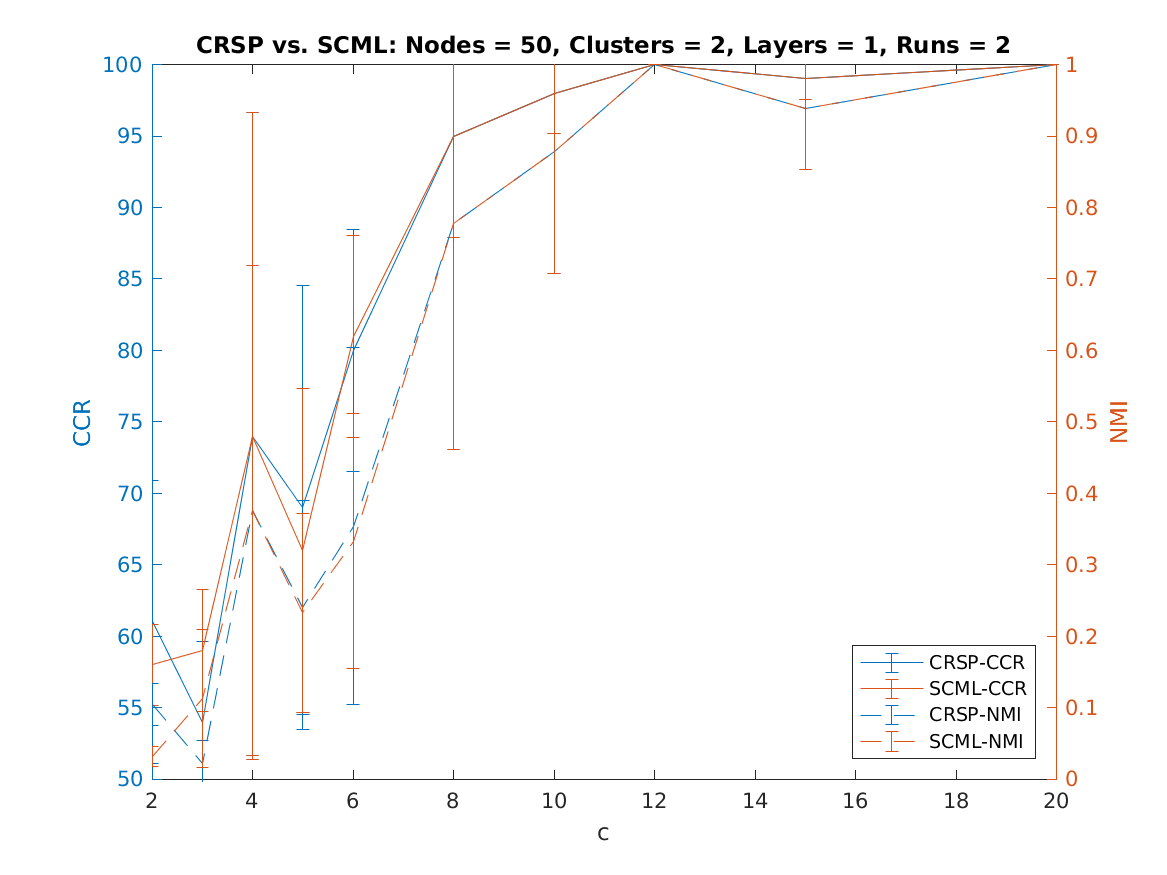 CRSP vs. SCML: Nodes = 50, Clusters = 2, Layers = 1, Runs = 2
100
95
90
85
80
75
70
65
60
55
50
CCR
1
0.9
0.8
0.7
0.6
0.5
0.4
0.3
0.2
0.1
0
NMI
CRSP-CCR
SCML-CCR
CRSP-NMI
SCML-NMI
2 4 6 8 10 12 14 16 18 20
c